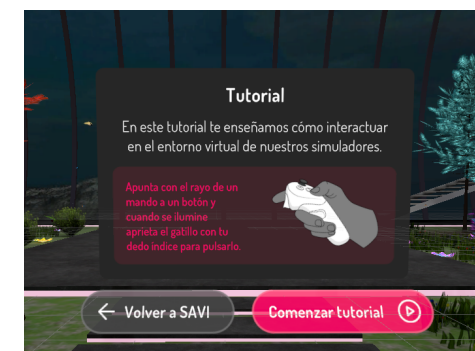 Tutorial
En este tutorial te enseñamos cómo interactuar
en el entorno virtual de nuestros simuladores.
Apunta con el rayo de un
mando a un botón y
cuando se ilumine
aprieta el gatillo con tu
dedo índice para pulsarlo.
Volver a SAVI
Comenzar tutorial